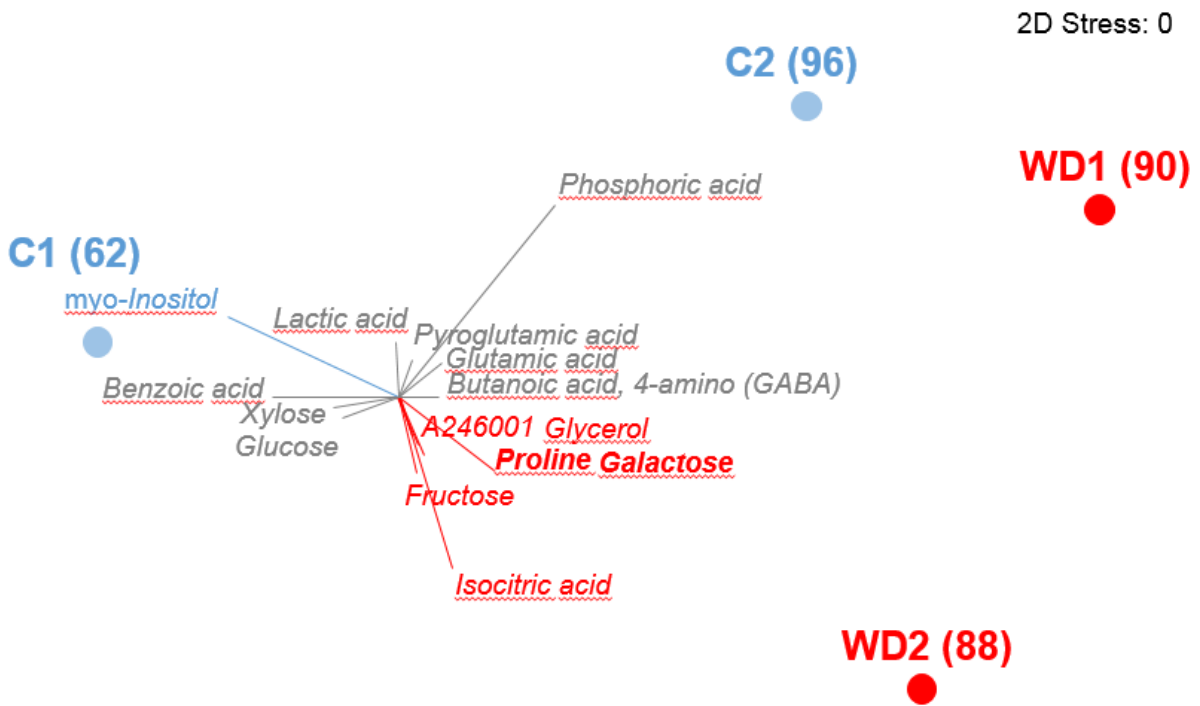 2D Stress: 0
C2 (96)
WD1 (90)
Phosphoric acid
C1 (62)
myo-Inositol
Lactic acid
Pyroglutamic acid
Glutamic acid
Benzoic acid
Butanoic acid, 4-amino (GABA)
Xylose
A246001 Glycerol
Glucose
Proline Galactose
Fructose
Isocitric acid
WD2 (88)